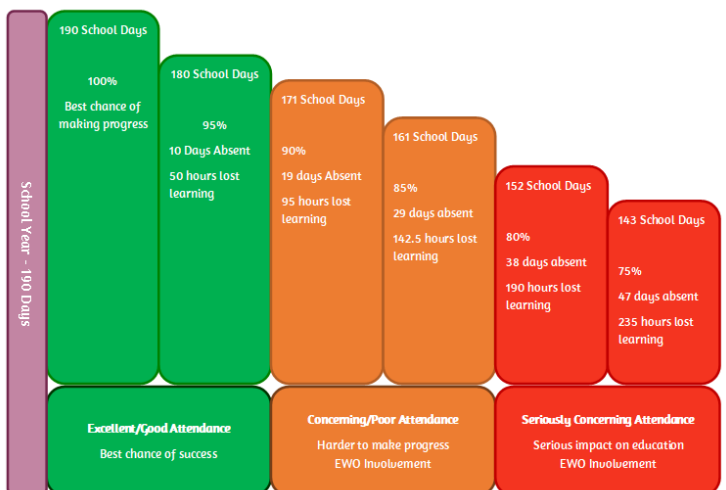 School Year - 190 Days
190 School Days
100%
Best chance of
making progress
180 School Days
95%
10 Days Absent
50 hours lost
learning
171 School Days
90%
19 days Absent
95 hours lost
learning
161 School Days
85%
29 days absent
142.5 hours lost
learning
152 School Days
80%
38 days absent
190 hours lost
learning
143 School Days
75%
47 days absent
235 hours lost
learning
Excellent/Good Attendance
Best chance of success
Concerning/Poor Attendance
Harder to make progress
EWO Involvement
Seriously Concerning Attendance
Serious impact on education
EWO Involvement